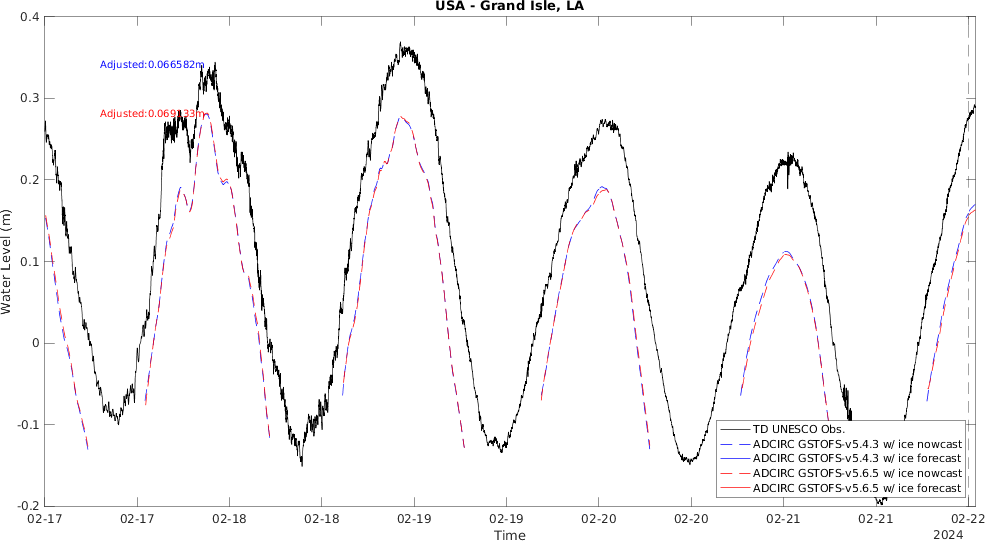 USA - Grand Isle, LA
0.4
Adjusted:0.066582m
0.3
Adjusted:
0.2
Water Level (m)
0.1
0
-0.1
-0.2
TD UNESCO Obs.
ADCIRC GSTOFS-v5.4.3 w/ ice nowcast
ADCIRC GSTOFS-v5.4.3 w/ ice forecast
ADCIRC GSTOFS-v5.6.5 w/ ice nowcast
ADCIRC GSTOFS-v5.6.5 w/ ice forecast
02-17 02-17 02-18 02-18 02-19 02-19 02-20 02-20 02-21 02-21 02-22
Time
2024